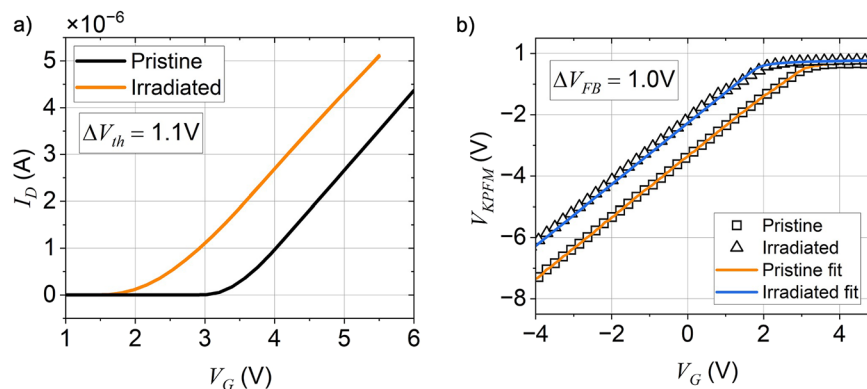 a)
×10⁻⁶
5
4
3
2
1
0
I_D (A)
Pristine
Irradiated
ΔV_th = 1.1V
1 2 3 4 5 6
V_G (V)
b)
1
−2
−4
−6
−8
V_KPFM (V)
ΔV_FB = 1.0V
Pristine
Irradiated
Pristine fit
Irradiated fit
−4 −2 0 2 4
V_G (V)